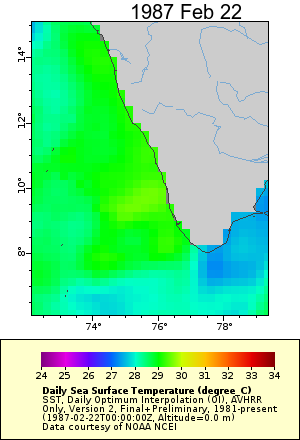 1987 Feb 22
14°
12°
10°
8°
74° 76° 78°
24 25 26 27 28 29 30 31 32 33 34
Daily Sea Surface Temperature (degree_C)
SST, Daily Optimum Interpolation (OI), AVHRR
Only, Version 2, Final+Preliminary, 1981-present
(1987-02-22T00:00:00Z, Altitude=0.0 m)
Data courtesy of NOAA NCEI